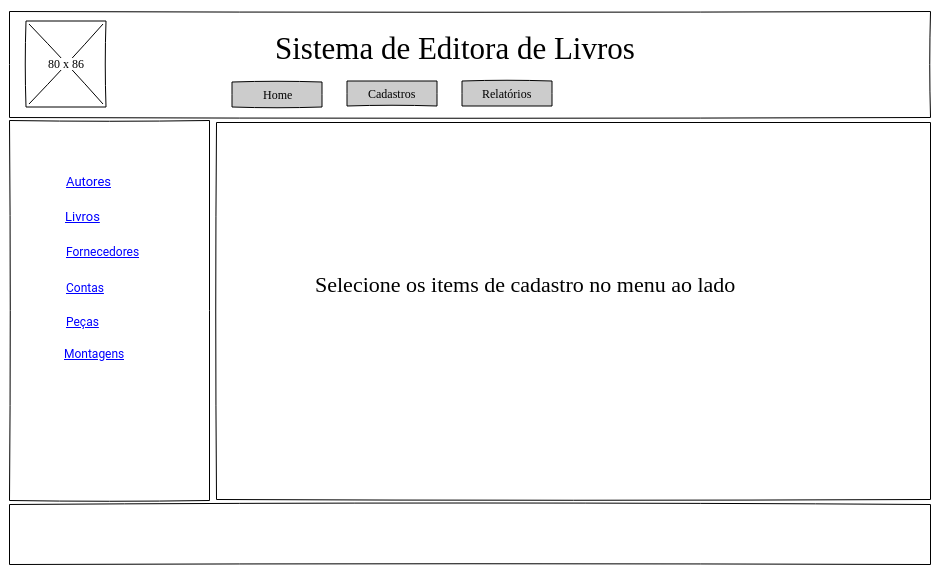 Sistema de Editora de Livros
80 x 86
Home
Cadastros
Relatórios
Autores
Livros
Fornecedores
Contas
Peças
Montagens
Selecione os items de cadastro no menu ao lado